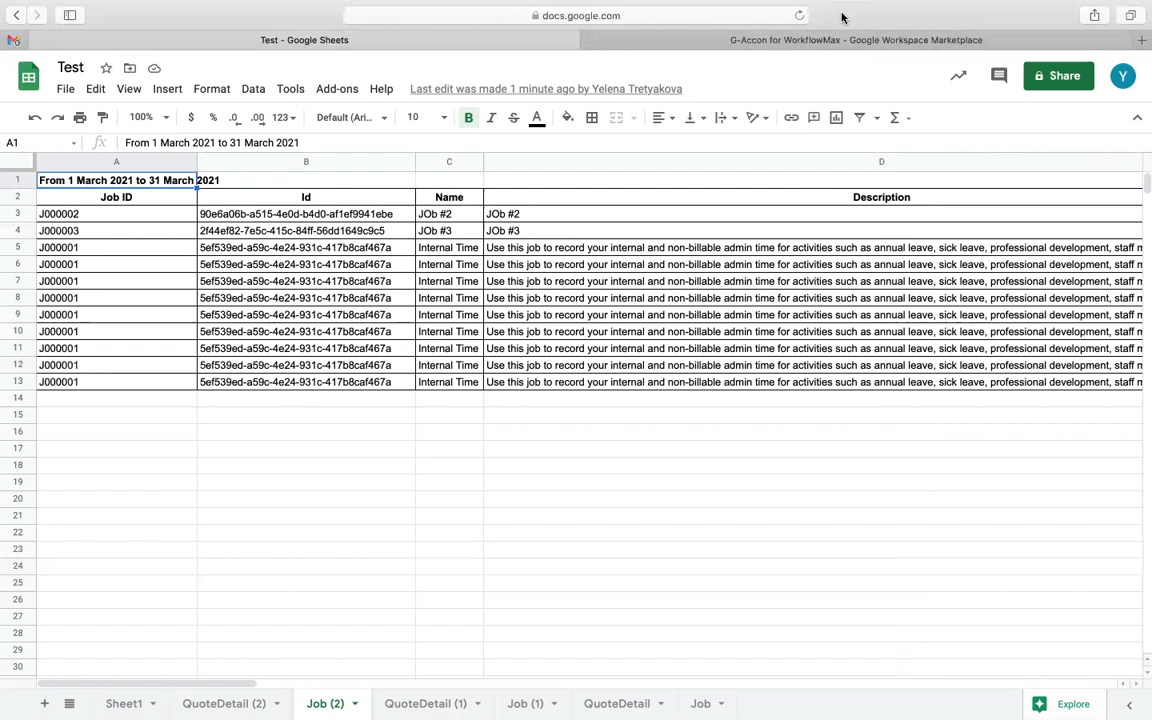 docs.google.com
Test - Google Sheets
G-Accon for WorkflowMax - Google Workspace Marketplace
Test
File Edit View Insert Format Data Tools Add-ons Help Last edit was made 1 minute ago by Yelena Tretyakova
Share
Y
100% $ % .0 .00 123 Default (Ari... 10 B I S A
A1 fx From 1 March 2021 to 31 March 2021
A B C D
1 From 1 March 2021 to 31 March 2021
2 Job ID Id Name Description
3 J000002 90e6a06b-a515-4e0d-b4d0-af1ef9941ebe JOb #2 JOb #2
4 J000003 2f44ef82-7e5c-415c-84ff-56dd1649c9c5 JOb #3 JOb #3
5 J000001 5ef539ed-a59c-4e24-931c-417b8caf467a Internal Time Use this job to record your internal and non-billable admin time for activities such as annual leave, sick leave, professional development, staff m
6 J000001 5ef539ed-a59c-4e24-931c-417b8caf467a Internal Time Use this job to record your internal and non-billable admin time for activities such as annual leave, sick leave, professional development, staff m
7 J000001 5ef539ed-a59c-4e24-931c-417b8caf467a Internal Time Use this job to record your internal and non-billable admin time for activities such as annual leave, sick leave, professional development, staff m
8 J000001 5ef539ed-a59c-4e24-931c-417b8caf467a Internal Time Use this job to record your internal and non-billable admin time for activities such as annual leave, sick leave, professional development, staff m
9 J000001 5ef539ed-a59c-4e24-931c-417b8caf467a Internal Time Use this job to record your internal and non-billable admin time for activities such as annual leave, sick leave, professional development, staff m
10 J000001 5ef539ed-a59c-4e24-931c-417b8caf467a Internal Time Use this job to record your internal and non-billable admin time for activities such as annual leave, sick leave, professional development, staff m
11 J000001 5ef539ed-a59c-4e24-931c-417b8caf467a Internal Time Use this job to record your internal and non-billable admin time for activities such as annual leave, sick leave, professional development, staff m
12 J000001 5ef539ed-a59c-4e24-931c-417b8caf467a Internal Time Use this job to record your internal and non-billable admin time for activities such as annual leave, sick leave, professional development, staff m
13 J000001 5ef539ed-a59c-4e24-931c-417b8caf467a Internal Time Use this job to record your internal and non-billable admin time for activities such as annual leave, sick leave, professional development, staff m
14
15
16
17
18
19
20
21
22
23
24
25
26
27
28
29
30
Sheet1 QuoteDetail (2) Job (2) QuoteDetail (1) Job (1) QuoteDetail Job Explore